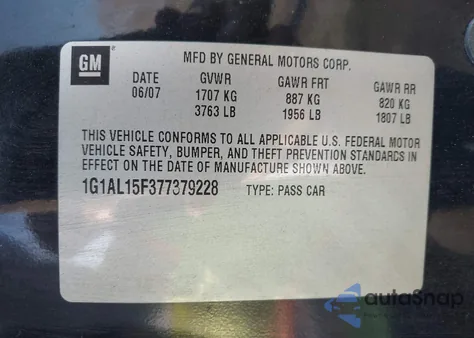 GM
MFD BY GENERAL MOTORS CORP.
DATE GVWR GAWR FRT GAWR RR
06/07 1707 KG 887 KG 820 KG
3763 LB 1956 LB 1807 LB
THIS VEHICLE CONFORMS TO ALL APPLICABLE U.S. FEDERAL MOTOR
VEHICLE SAFETY, BUMPER, AND THEFT PREVENTION STANDARDS IN
EFFECT ON THE DATE OF MANUFACTURE SHOWN ABOVE.
1G1AL15F377379228 TYPE: PASS CAR
autoSnap